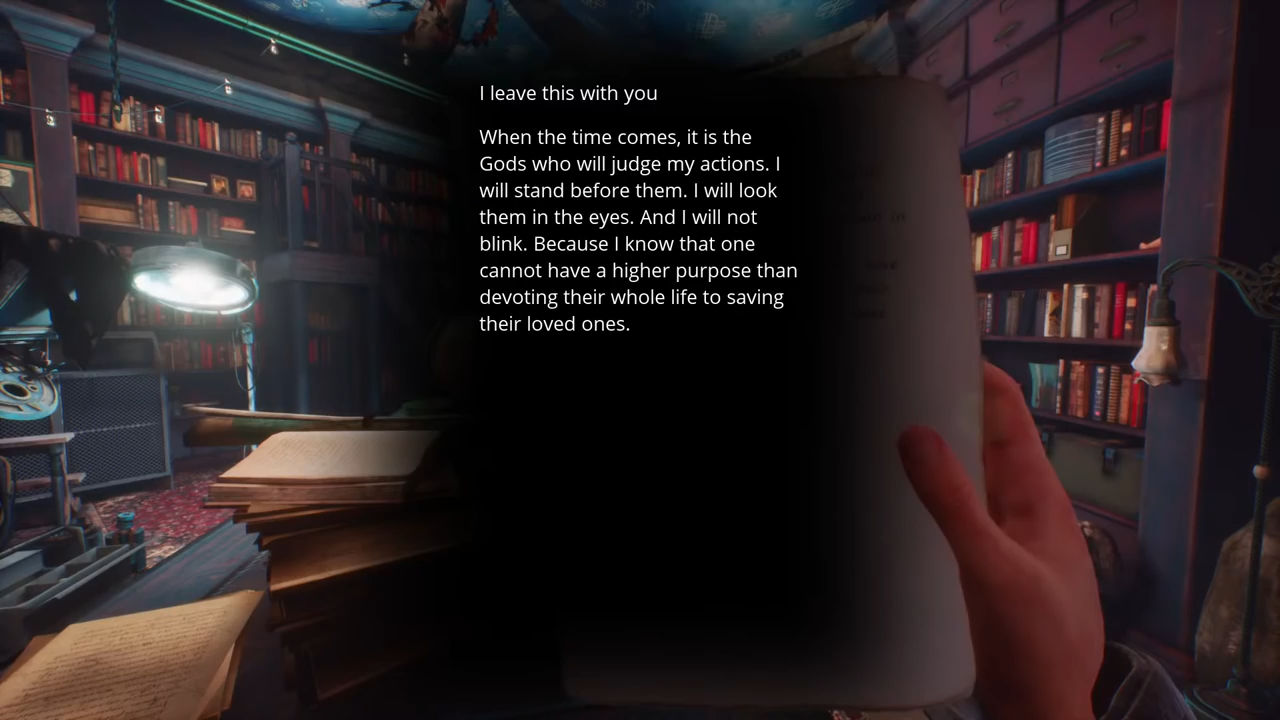 I leave this with you
When the time comes, it is the
Gods who will judge my actions. I
will stand before them. I will look
them in the eyes. And I will not
blink. Because I know that one
cannot have a higher purpose than
devoting their whole life to saving
their loved ones.